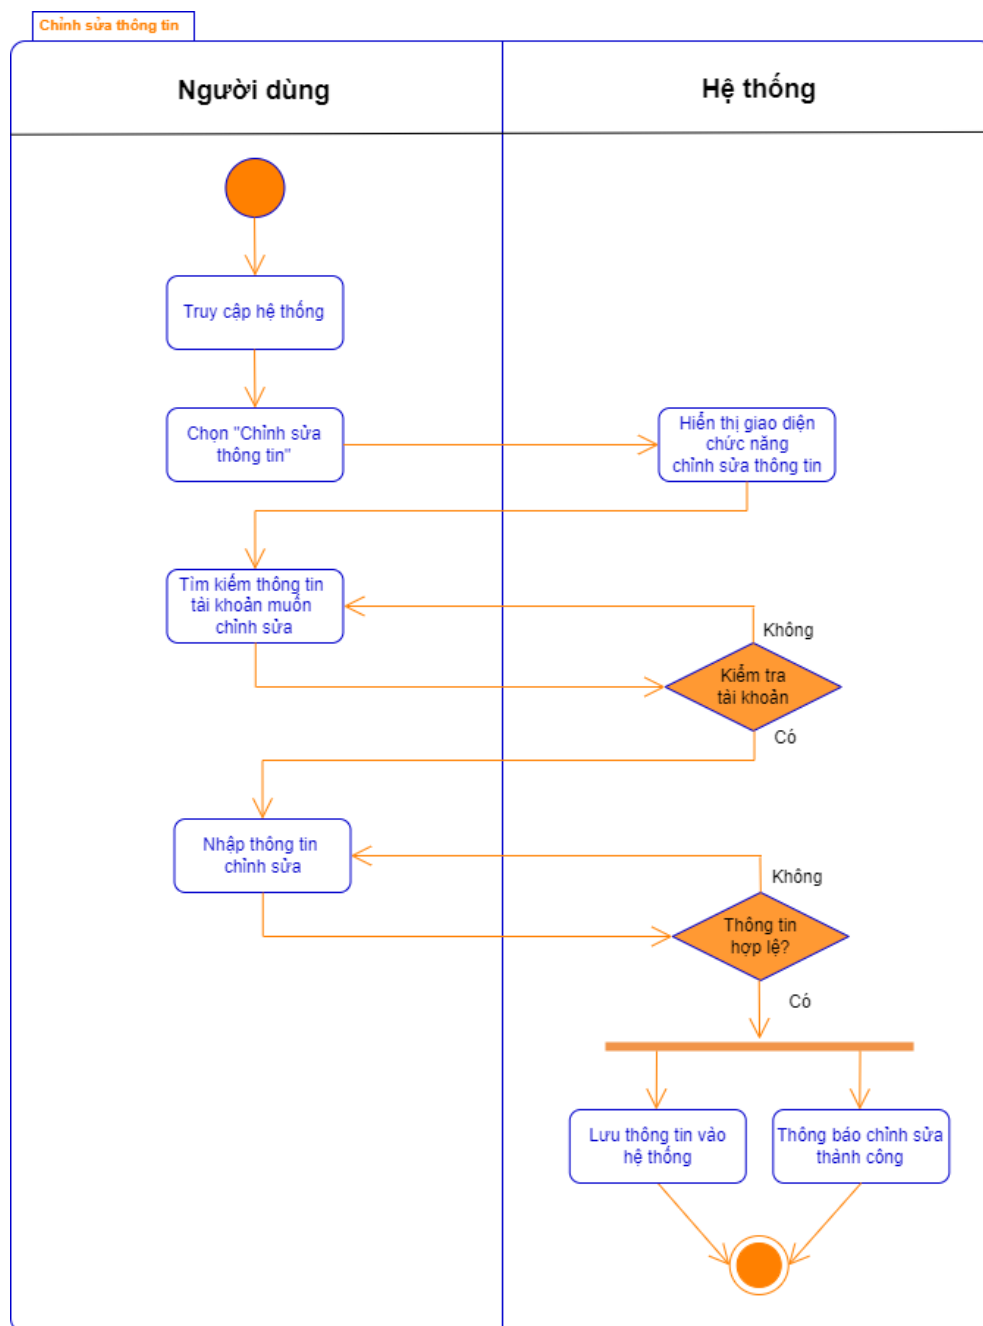 Chỉnh sửa thông tin
Người dùng
Hệ thống
Truy cập hệ thống
Chọn "Chỉnh sửa
thông tin"
Hiển thị giao diện
chức năng
chỉnh sửa thông tin
Tìm kiếm thông tin
tài khoản muốn
chỉnh sửa
Không
Kiểm tra
tài khoản
Có
Nhập thông tin
chỉnh sửa
Không
Thông tin
hợp lệ?
Có
Lưu thông tin vào
hệ thống
Thông báo chỉnh sửa
thành công